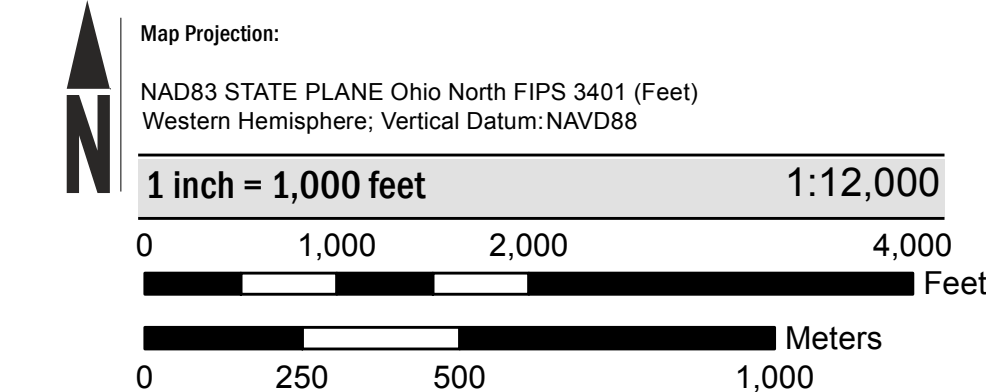 N
Map Projection:
NAD83 STATE PLANE Ohio North FIPS 3401 (Feet)
Western Hemisphere; Vertical Datum:NAVD88
1 inch = 1,000 feet 1:12,000
0 1,000 2,000 4,000
Feet
Meters
0 250 500 1,000